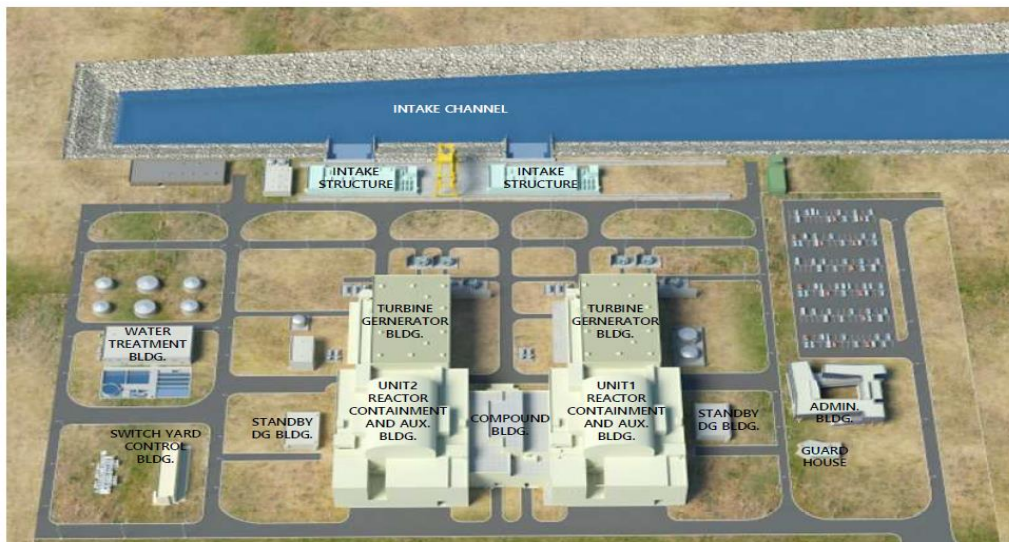 INTAKE CHANNEL
INTAKE
STRUCTURE
INTAKE
STRUCTURE
TURBINE
GERNERATOR
BLDG.
TURBINE
GERNERATOR
BLDG.
WATER
TREATMENT
BLDG.
UNIT2
REACTOR
CONTAINMENT
AND AUX.
BLDG.
UNIT1
REACTOR
CONTAINMENT
AND AUX.
BLDG.
COMPOUND
BLDG.
STANDBY
DG BLDG.
STANDBY
DG BLDG.
ADMIN.
BLDG.
SWITCH YARD
CONTROL
BLDG.
GUARD
HOUSE